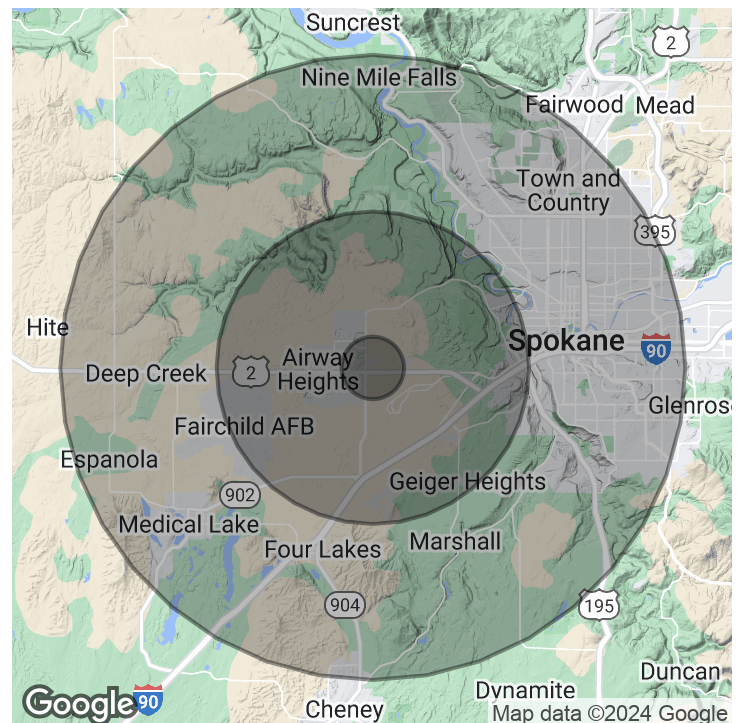 Suncrest
2
Nine Mile Falls
Fairwood
Mead
Town and
Country
395
Hite
Spokane
90
Airway
Heights
2
Deep Creek
Glenrose
Fairchild AFB
Espanola
Geiger Heights
902
Medical Lake
Four Lakes
Marshall
904
195
Duncan
Dynamite
Google
90
Cheney
Map data ©2024 Google